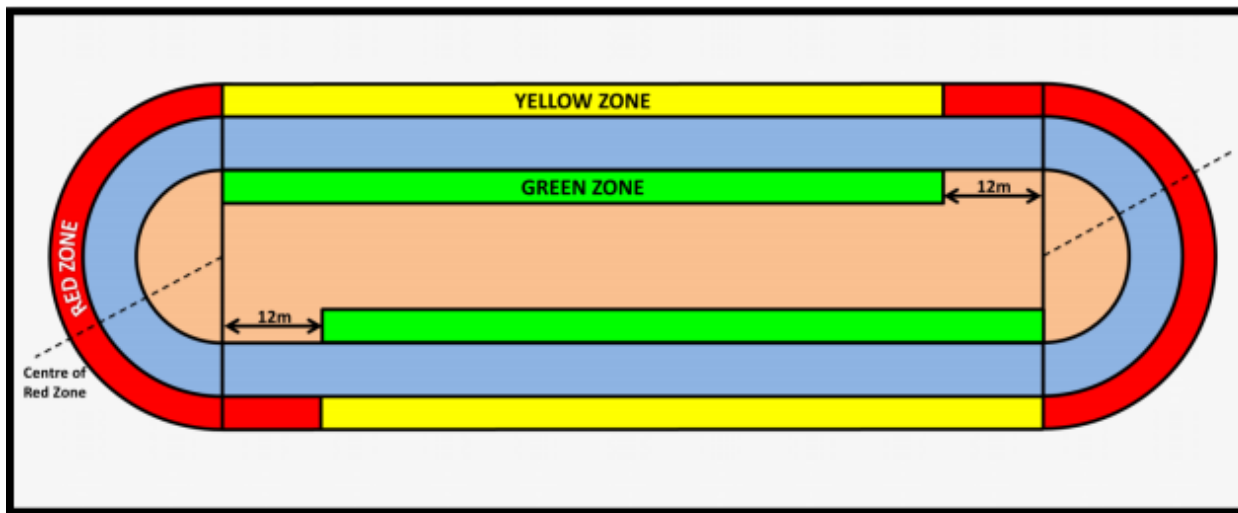 YELLOW ZONE
GREEN ZONE
12m
RED ZONE
12m
Centre of
Red Zone